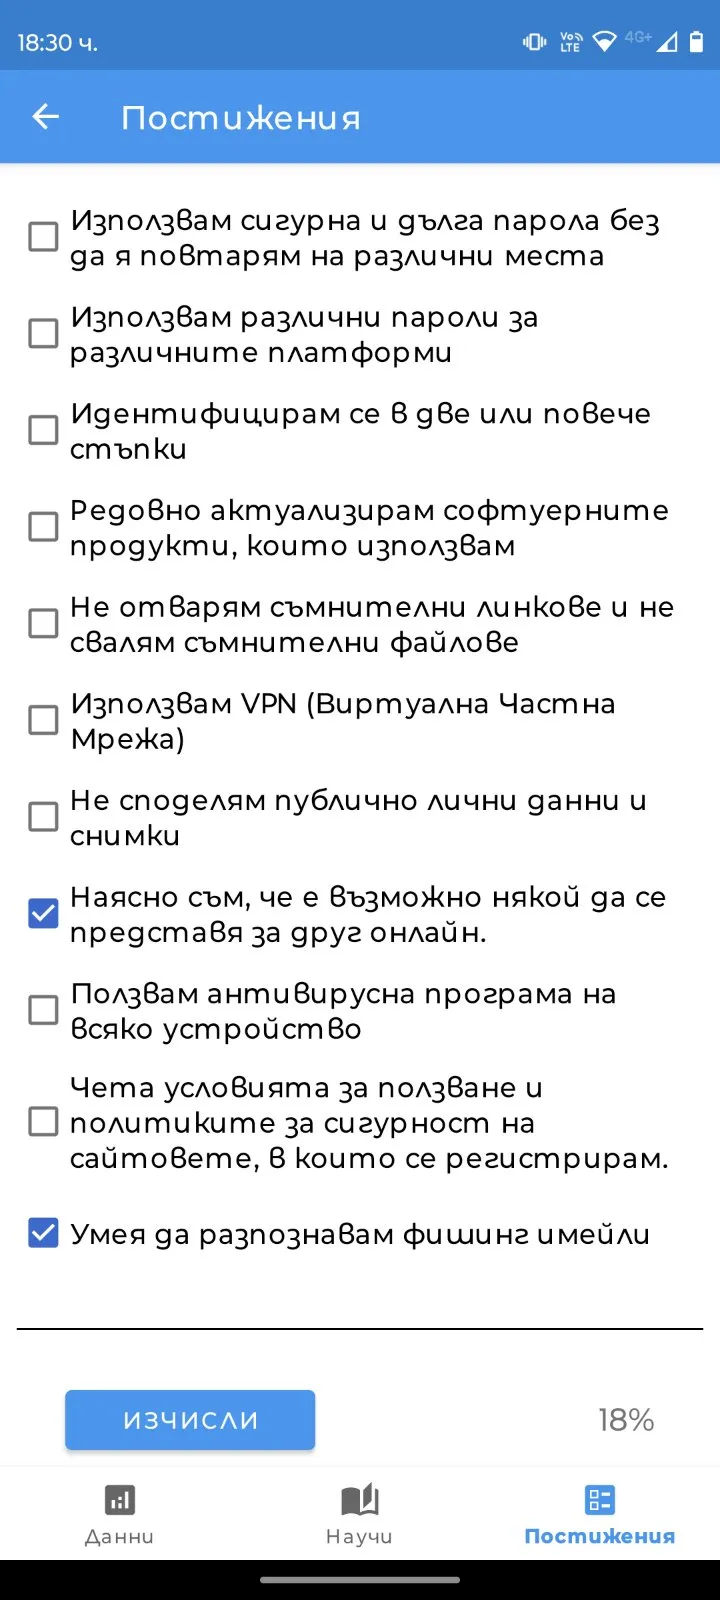 18:30 ч.
Vo LTE 4G+
Постижения
Използвам сигурна и дълга парола без
да я повтарям на различни места
Използвам различни пароли за
различните платформи
Идентифицирам се в две или повече
стъпки
Редовно актуализирам софтуерните
продукти, които използвам
Не отварям съмнителни линкове и не
свалям съмнителни файлове
Използвам VPN (Виртуална Частна
Мрежа)
Не споделям публично лични данни и
снимки
Наясно съм, че е възможно някой да се
представя за друг онлайн.
Ползвам антивирусна програма на
всяко устройство
Чета условията за ползване и
политиките за сигурност на
сайтовете, в които се регистрирам.
Умея да разпознавам фишинг имейли
ИЗЧИСЛИ 18%
Данни Научи Постижения